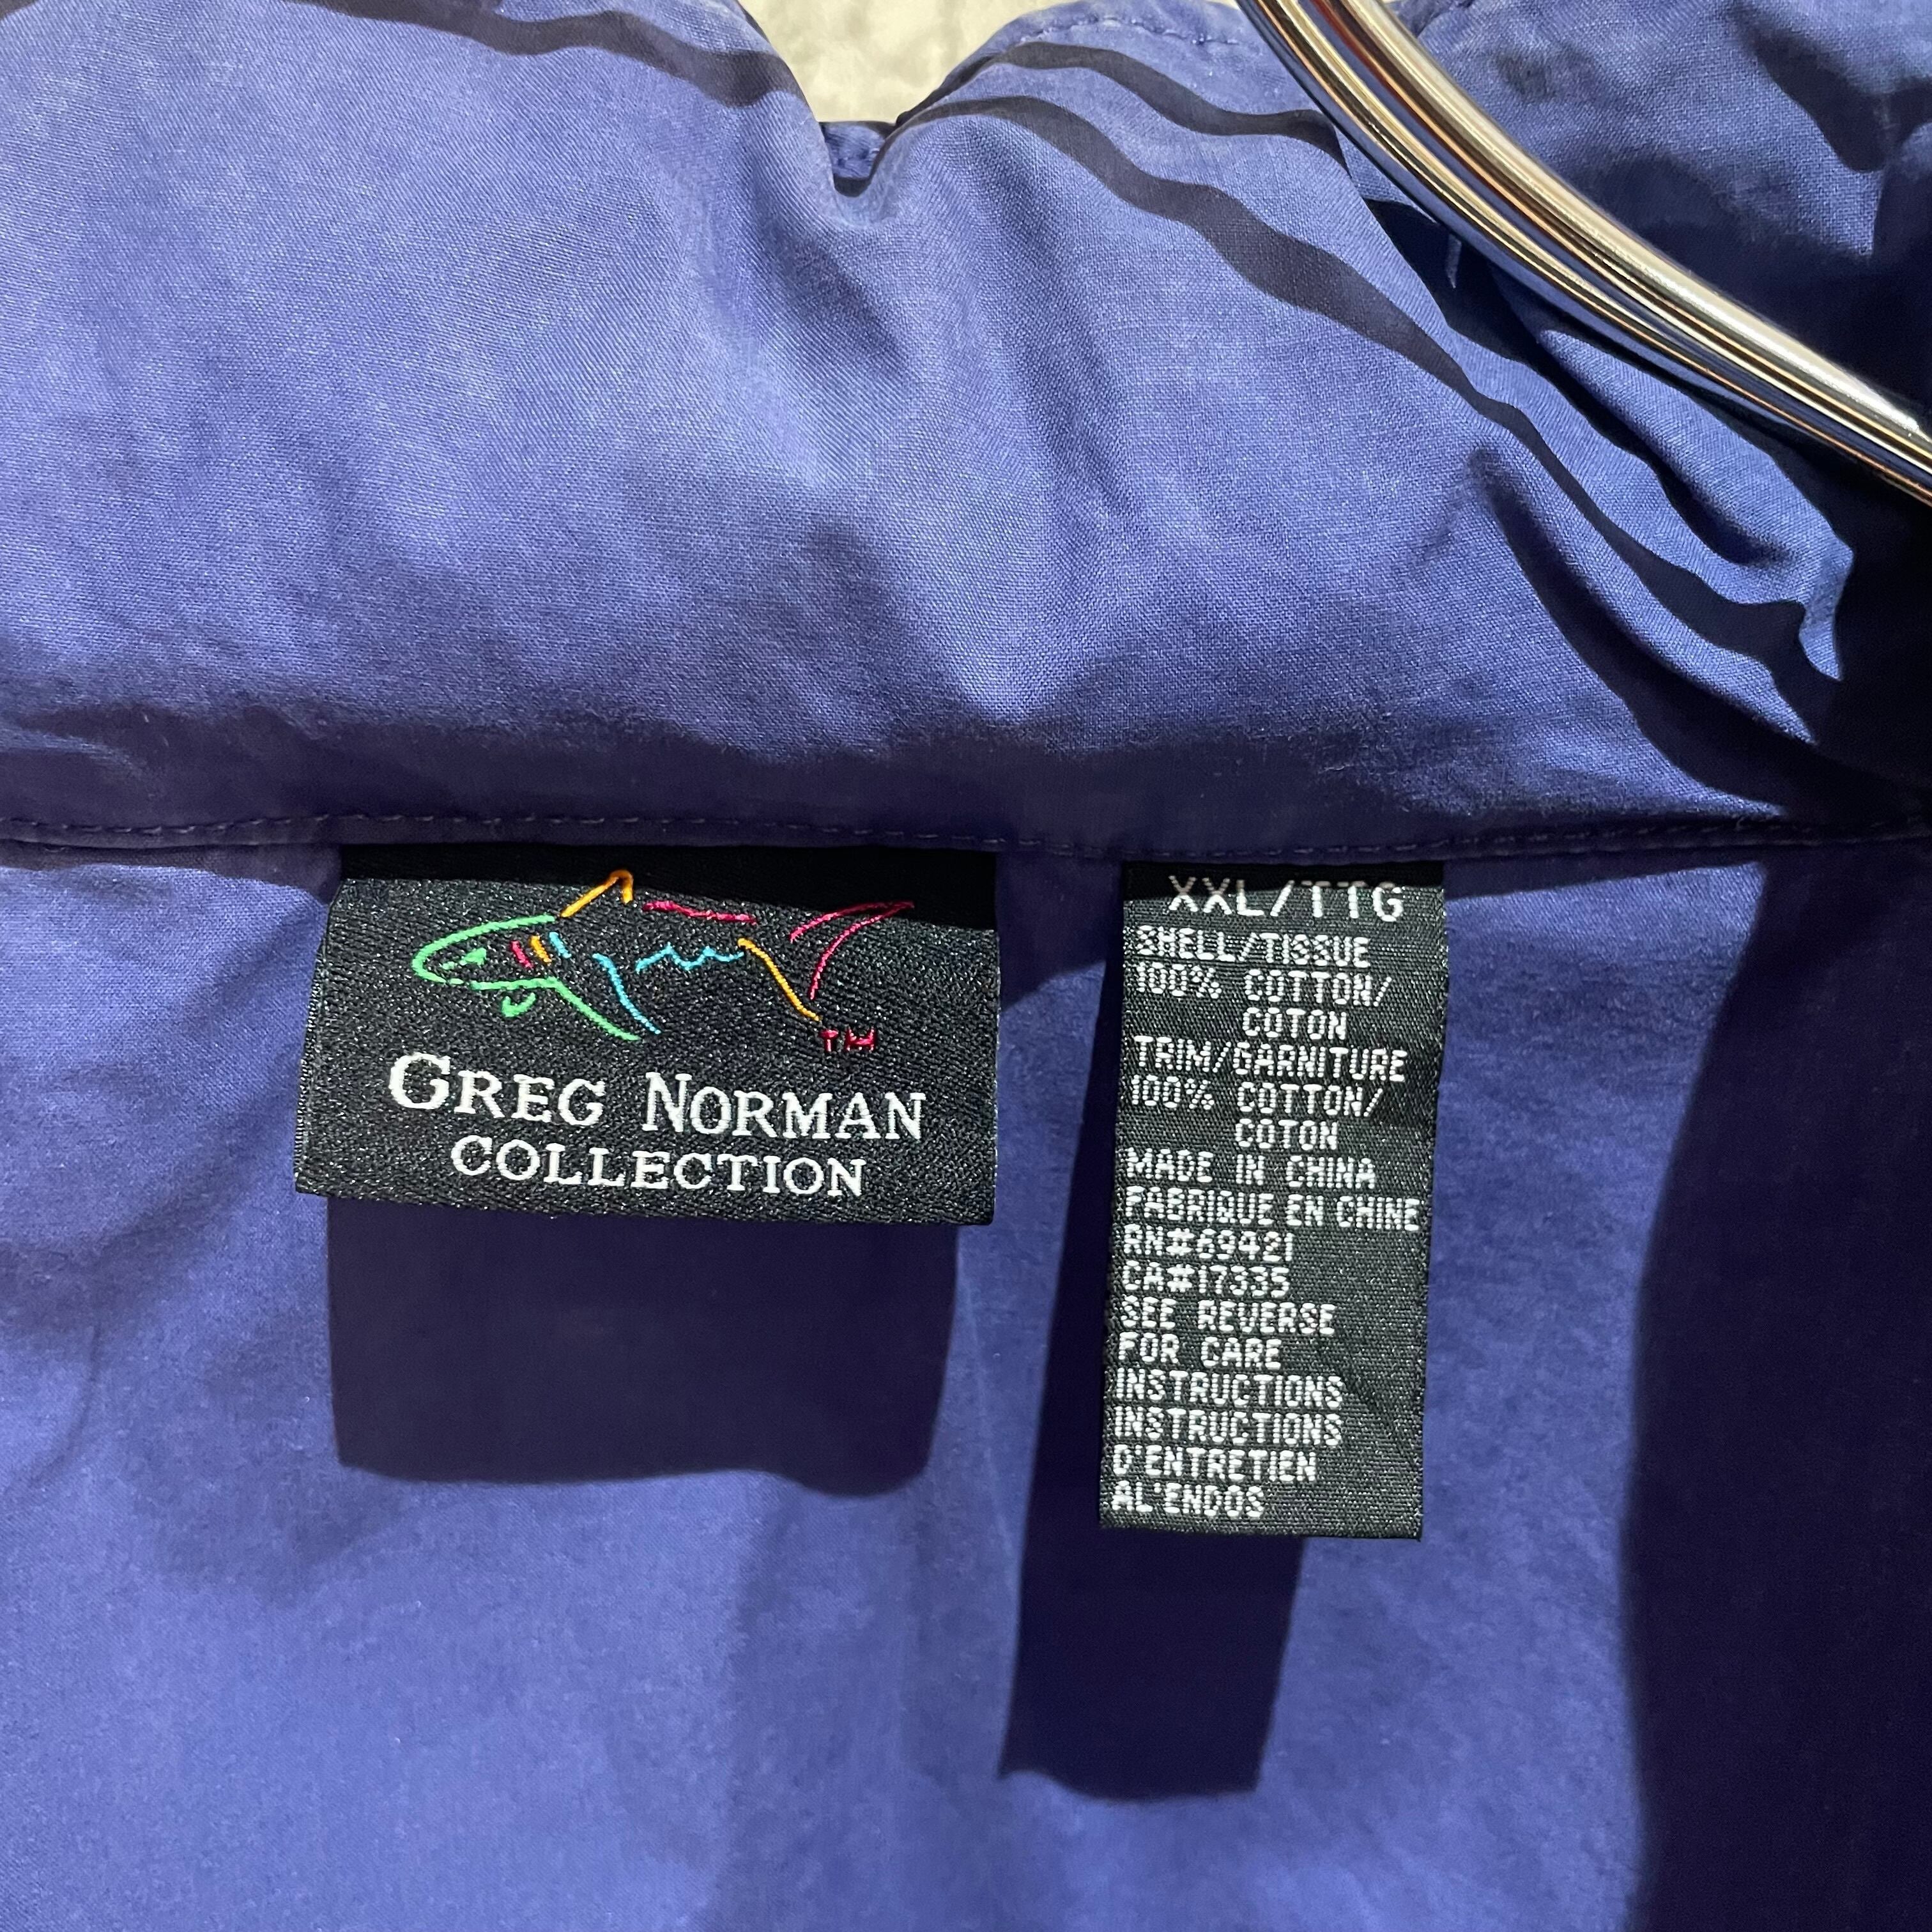 TM
GREG NORMAN
COLLECTION
XXL/TTG
SHELL/TISSUE
100% COTTON/
COTON
TRIM/GARNITURE
100% COTTON/
COTON
MADE IN CHINA
FABRIQUE EN CHINE
RN#69421
CA#17335
SEE REVERSE
FOR CARE
INSTRUCTIONS
INSTRUCTIONS
D'ENTRETIEN
AL'ENDOS